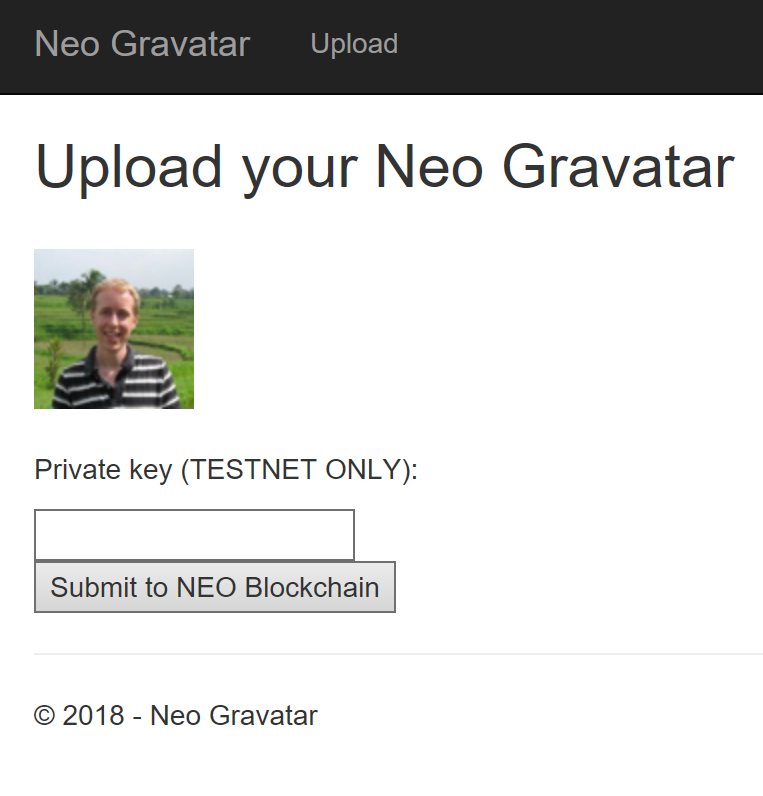 Neo Gravatar Upload
Upload your Neo Gravatar
Private key (TESTNET ONLY):
Submit to NEO Blockchain
© 2018 - Neo Gravatar